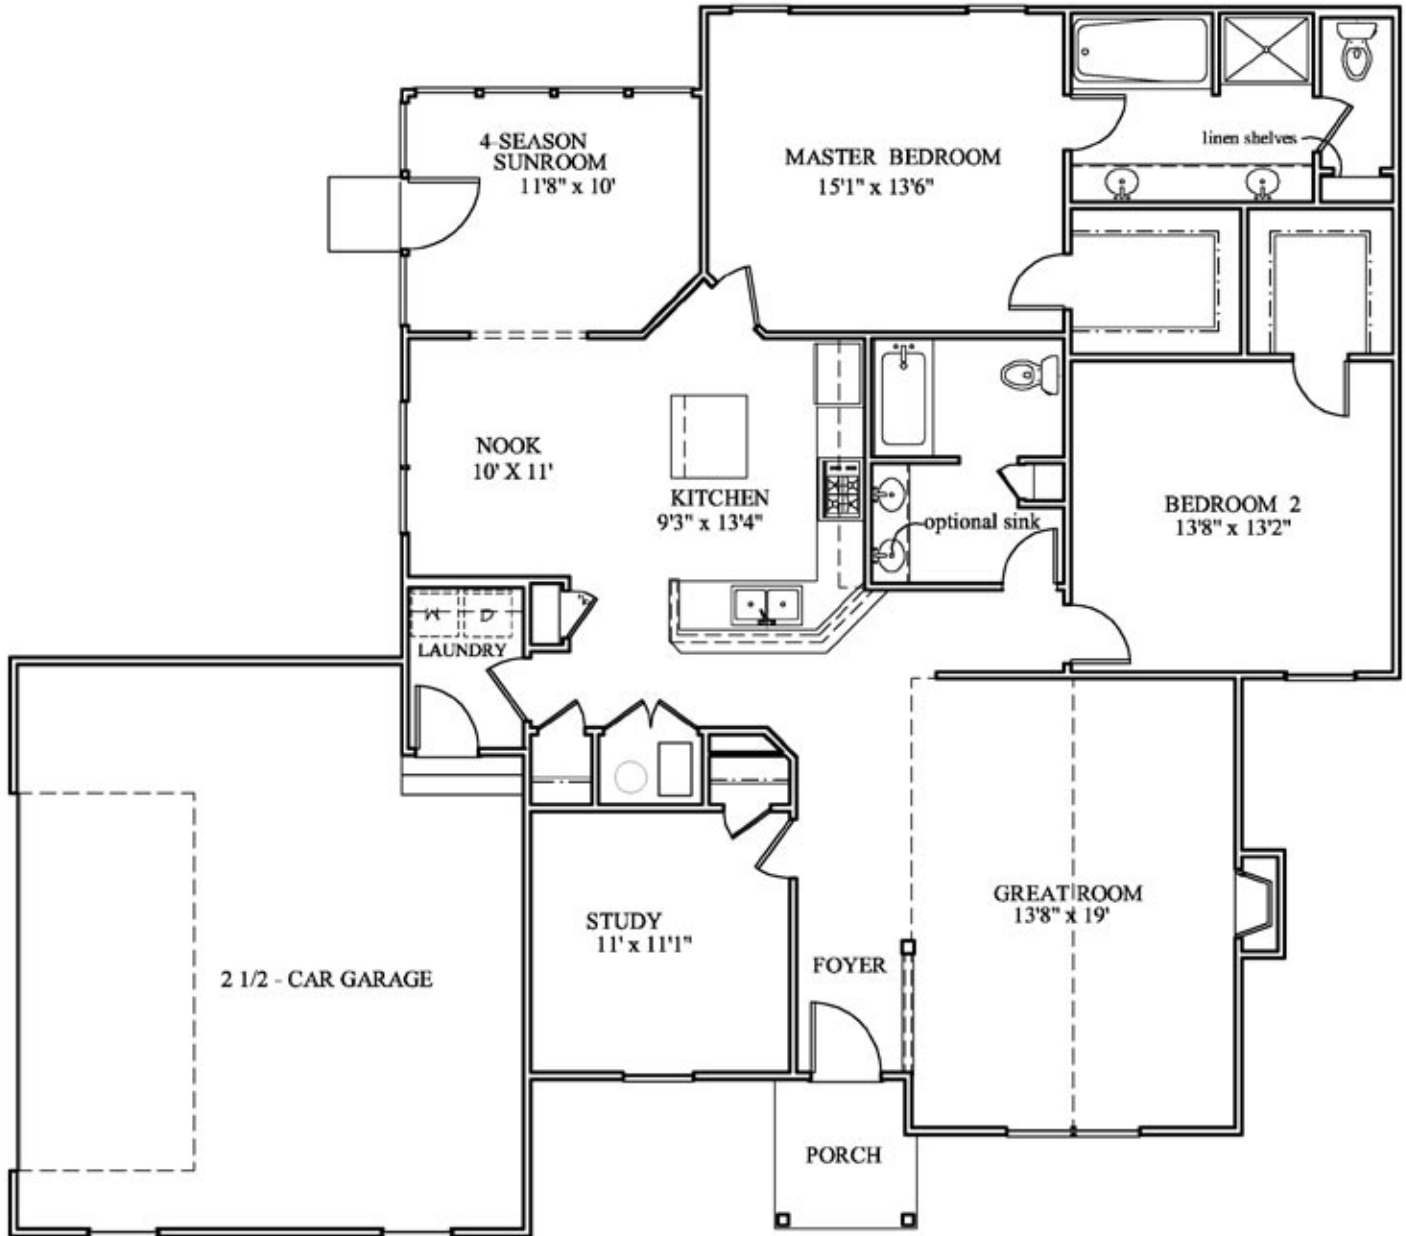 4-SEASON
SUNROOM
11'8" x 10'
MASTER BEDROOM
15'1" x 13'6"
linen shelves
NOOK
10' X 11'
KITCHEN
9'3" x 13'4"
optional sink
BEDROOM 2
13'8" x 13'2"
W D
LAUNDRY
GREAT ROOM
13'8" x 19'
STUDY
11' x 11'1"
FOYER
2 1/2 - CAR GARAGE
PORCH